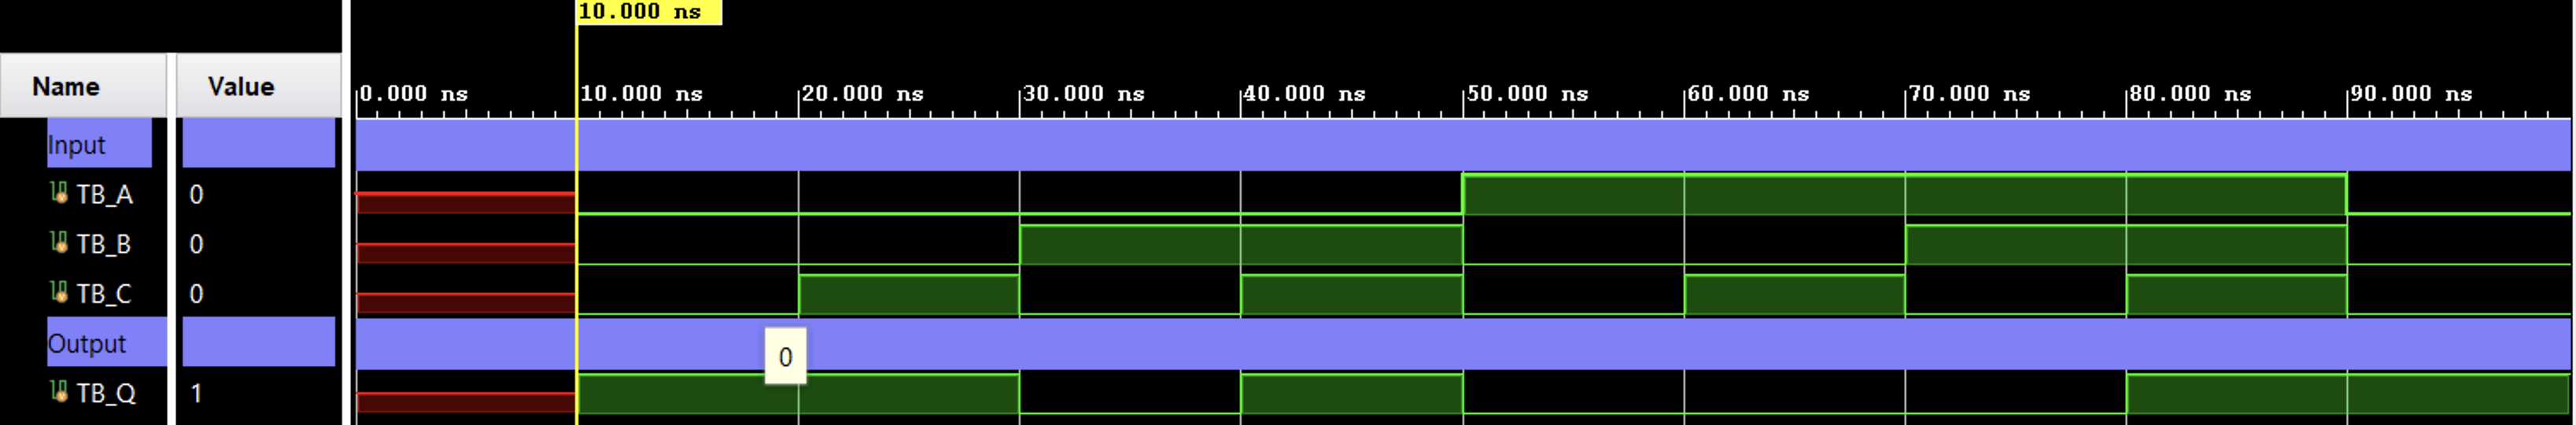 10.000 ns
Name Value
0.000 ns 10.000 ns 20.000 ns 30.000 ns 40.000 ns 50.000 ns 60.000 ns 70.000 ns 80.000 ns 90.000 ns
Input
TB_A 0
TB_B 0
TB_C 0
Output
0
TB_Q 1